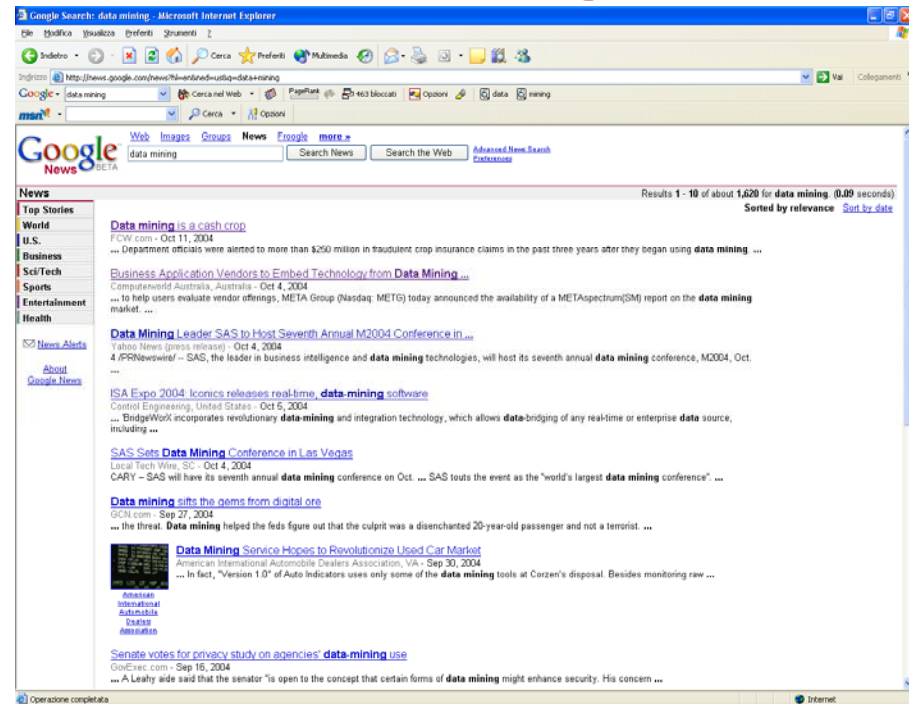 Google Search: data mining - Microsoft Internet Explorer
File Modifica Visualizza Preferiti Strumenti ?
Indietro Cerca Preferiti Multimedia
Indirizzo http://news.google.com/news?hl=en&ned=us&q=data+mining Vai Collegamenti
Google data mining Cerca nel Web PageRank 463 bloccati Opzioni data mining
msn Cerca Opzioni
Web Images Groups News Froogle more »
Google News BETA data mining Search News Search the Web Advanced News Search
Preferences
News Results 1 - 10 of about 1,620 for data mining. (0.09 seconds)
Sorted by relevance Sort by date
Top Stories
World
U.S.
Business
Sci/Tech
Sports
Entertainment
Health
News Alerts
About
Google News
Data mining is a cash crop
FCW.com - Oct 11, 2004
... Department officials were alerted to more than $250 million in fraudulent crop insurance claims in the past three years after they began using data mining. ...
Business Application Vendors to Embed Technology from Data Mining ...
Computerworld Australia, Australia - Oct 4, 2004
... to help users evaluate vendor offerings, META Group (Nasdaq: METG) today announced the availability of a METAspectrum(SM) report on the data mining
market. ...
Data Mining Leader SAS to Host Seventh Annual M2004 Conference in ...
Yahoo News (press release) - Oct 4, 2004
4 /PRNewswire/ -- SAS, the leader in business intelligence and data mining technologies, will host its seventh annual data mining conference, M2004, Oct.
...
ISA Expo 2004: Iconics releases real-time, data-mining software
Control Engineering, United States - Oct 5, 2004
... 'BridgeWorX incorporates revolutionary data-mining and integration technology, which allows data-bridging of any real-time or enterprise data source,
including ...
SAS Sets Data Mining Conference in Las Vegas
Local Tech Wire, SC - Oct 4, 2004
CARY – SAS will have its seventh annual data mining conference on Oct. ... SAS touts the event as the "world's largest data mining conference". ...
Data mining sifts the gems from digital ore
GCN.com - Sep 27, 2004
... the threat. Data mining helped the feds figure out that the culprit was a disenchanted 20-year-old passenger and not a terrorist. ...
Data Mining Service Hopes to Revolutionize Used Car Market
American International Automobile Dealers Association, VA - Sep 30, 2004
... In fact, "Version 1.0" of Auto Indicators uses only some of the data mining tools at Corzen's disposal. Besides monitoring raw ...
American
International
Automobile
Dealers
Association
Senate votes for privacy study on agencies' data-mining use
GovExec.com - Sep 16, 2004
... A Leahy aide said that the senator "is open to the concept that certain forms of data mining might enhance security. His concern ...
Operazione completata Internet